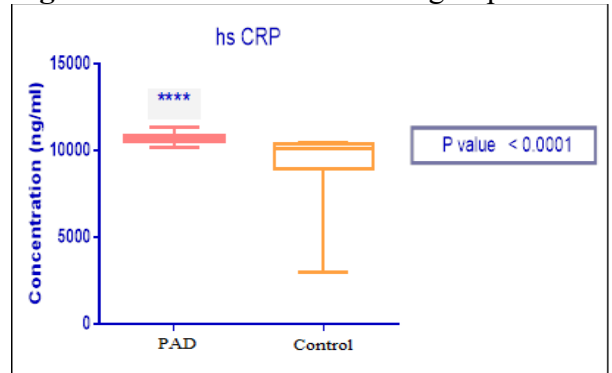 hs CRP
15000
10000
5000
0
Concentration (ng/ml)
****
P value < 0.0001
PAD
Control